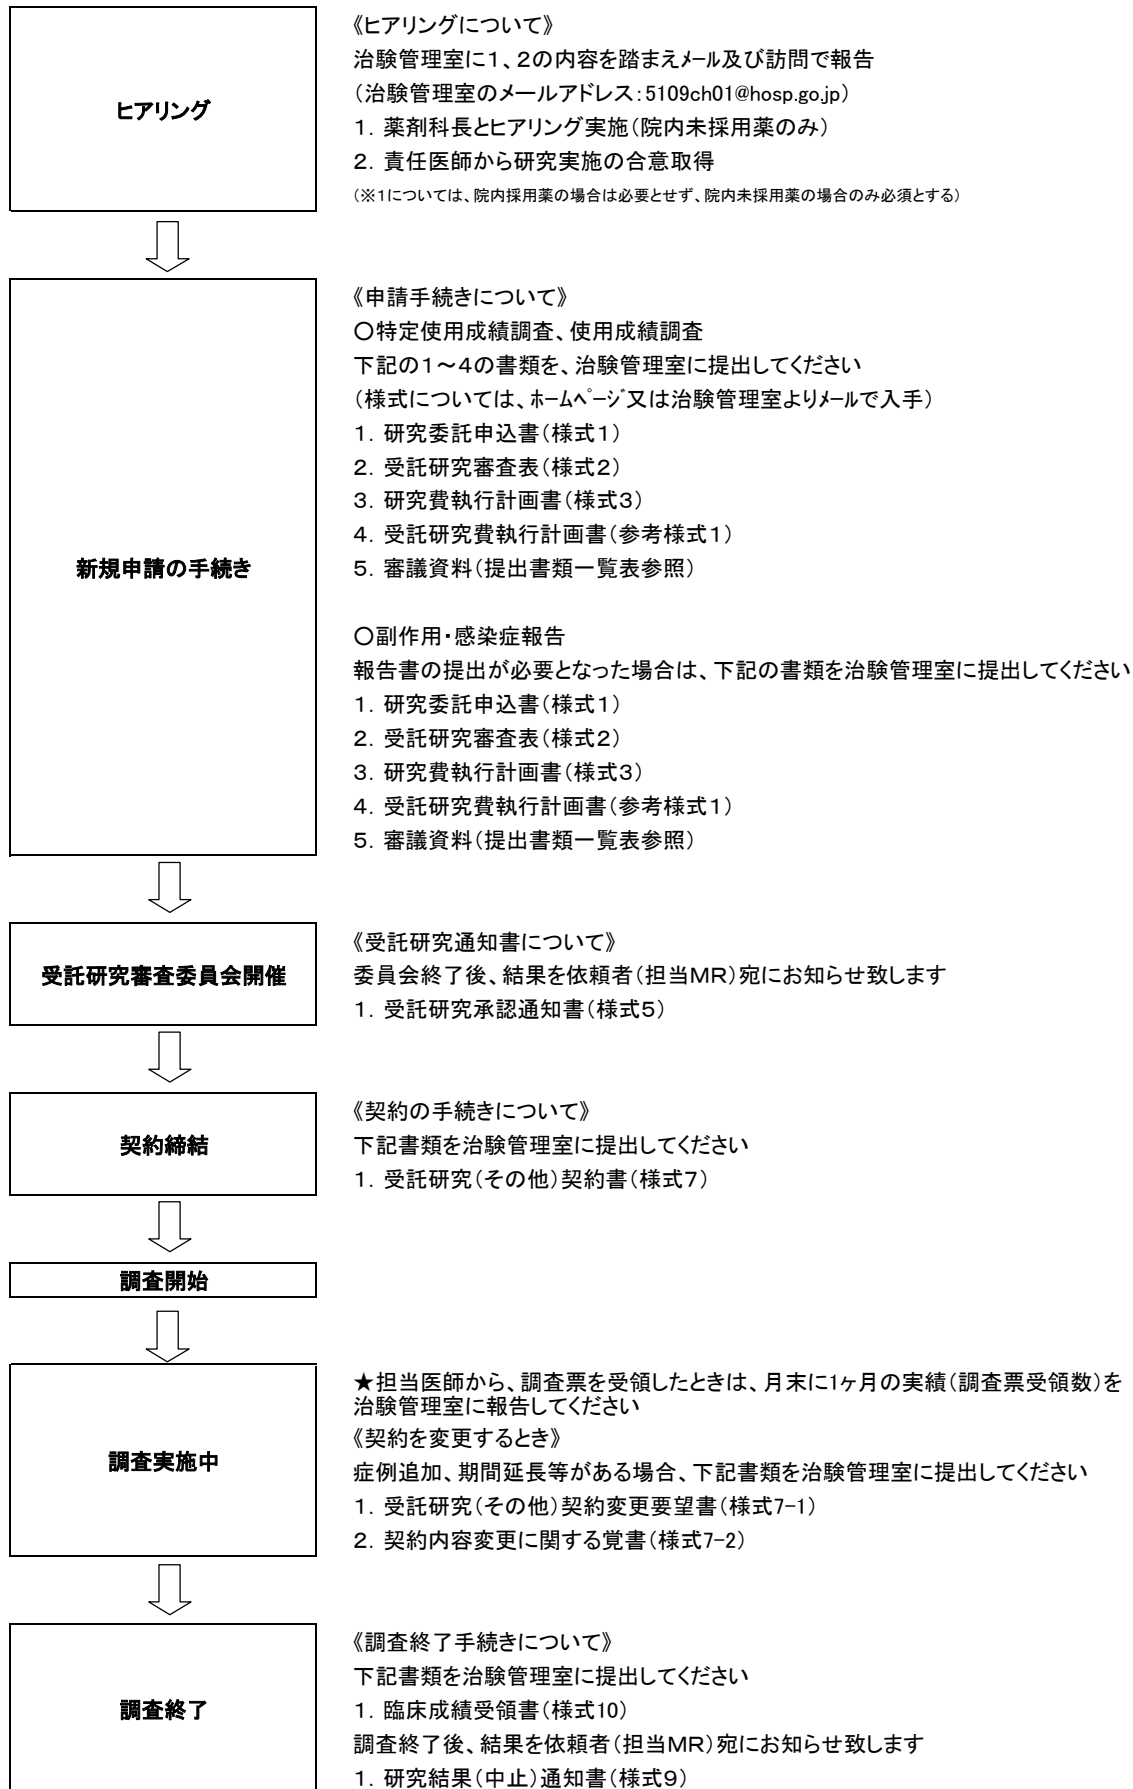 ヒアリング
《ヒアリングについて》
治験管理室に１、２の内容を踏まえﾒｰﾙ及び訪問で報告
（治験管理室のメールアドレス：5109ch01@hosp.go.jp）
１．薬剤科長とヒアリング実施（院内未採用薬のみ）
２．責任医師から研究実施の合意取得
（※１については、院内採用薬の場合は必要とせず、院内未採用薬の場合のみ必須とする）
新規申請の手続き
《申請手続きについて》
〇特定使用成績調査、使用成績調査
下記の１～４の書類を、治験管理室に提出してください
（様式については、ﾎｰﾑﾍﾟｰｼﾞ又は治験管理室よりﾒｰﾙで入手）
１．研究委託申込書（様式１）
２．受託研究審査表（様式２）
３．研究費執行計画書（様式３）
４．受託研究費執行計画書（参考様式１）
５．審議資料（提出書類一覧表参照）
〇副作用・感染症報告
報告書の提出が必要となった場合は、下記の書類を治験管理室に提出してください
１．研究委託申込書（様式１）
２．受託研究審査表（様式２）
３．研究費執行計画書（様式３）
４．受託研究費執行計画書（参考様式１）
５．審議資料（提出書類一覧表参照）
受託研究審査委員会開催
《受託研究通知書について》
委員会終了後、結果を依頼者（担当ＭＲ）宛にお知らせ致します
１．受託研究承認通知書（様式５）
契約締結
《契約の手続きについて》
下記書類を治験管理室に提出してください
１．受託研究（その他）契約書（様式７）
調査開始
調査実施中
★担当医師から、調査票を受領したときは、月末に1ヶ月の実績（調査票受領数）を
治験管理室に報告してください
《契約を変更するとき》
症例追加、期間延長等がある場合、下記書類を治験管理室に提出してください
１．受託研究（その他）契約変更要望書（様式7-1）
２．契約内容変更に関する覚書（様式7-2）
調査終了
《調査終了手続きについて》
下記書類を治験管理室に提出してください
１．臨床成績受領書（様式10）
調査終了後、結果を依頼者（担当ＭＲ）宛にお知らせ致します
１．研究結果（中止）通知書（様式９）